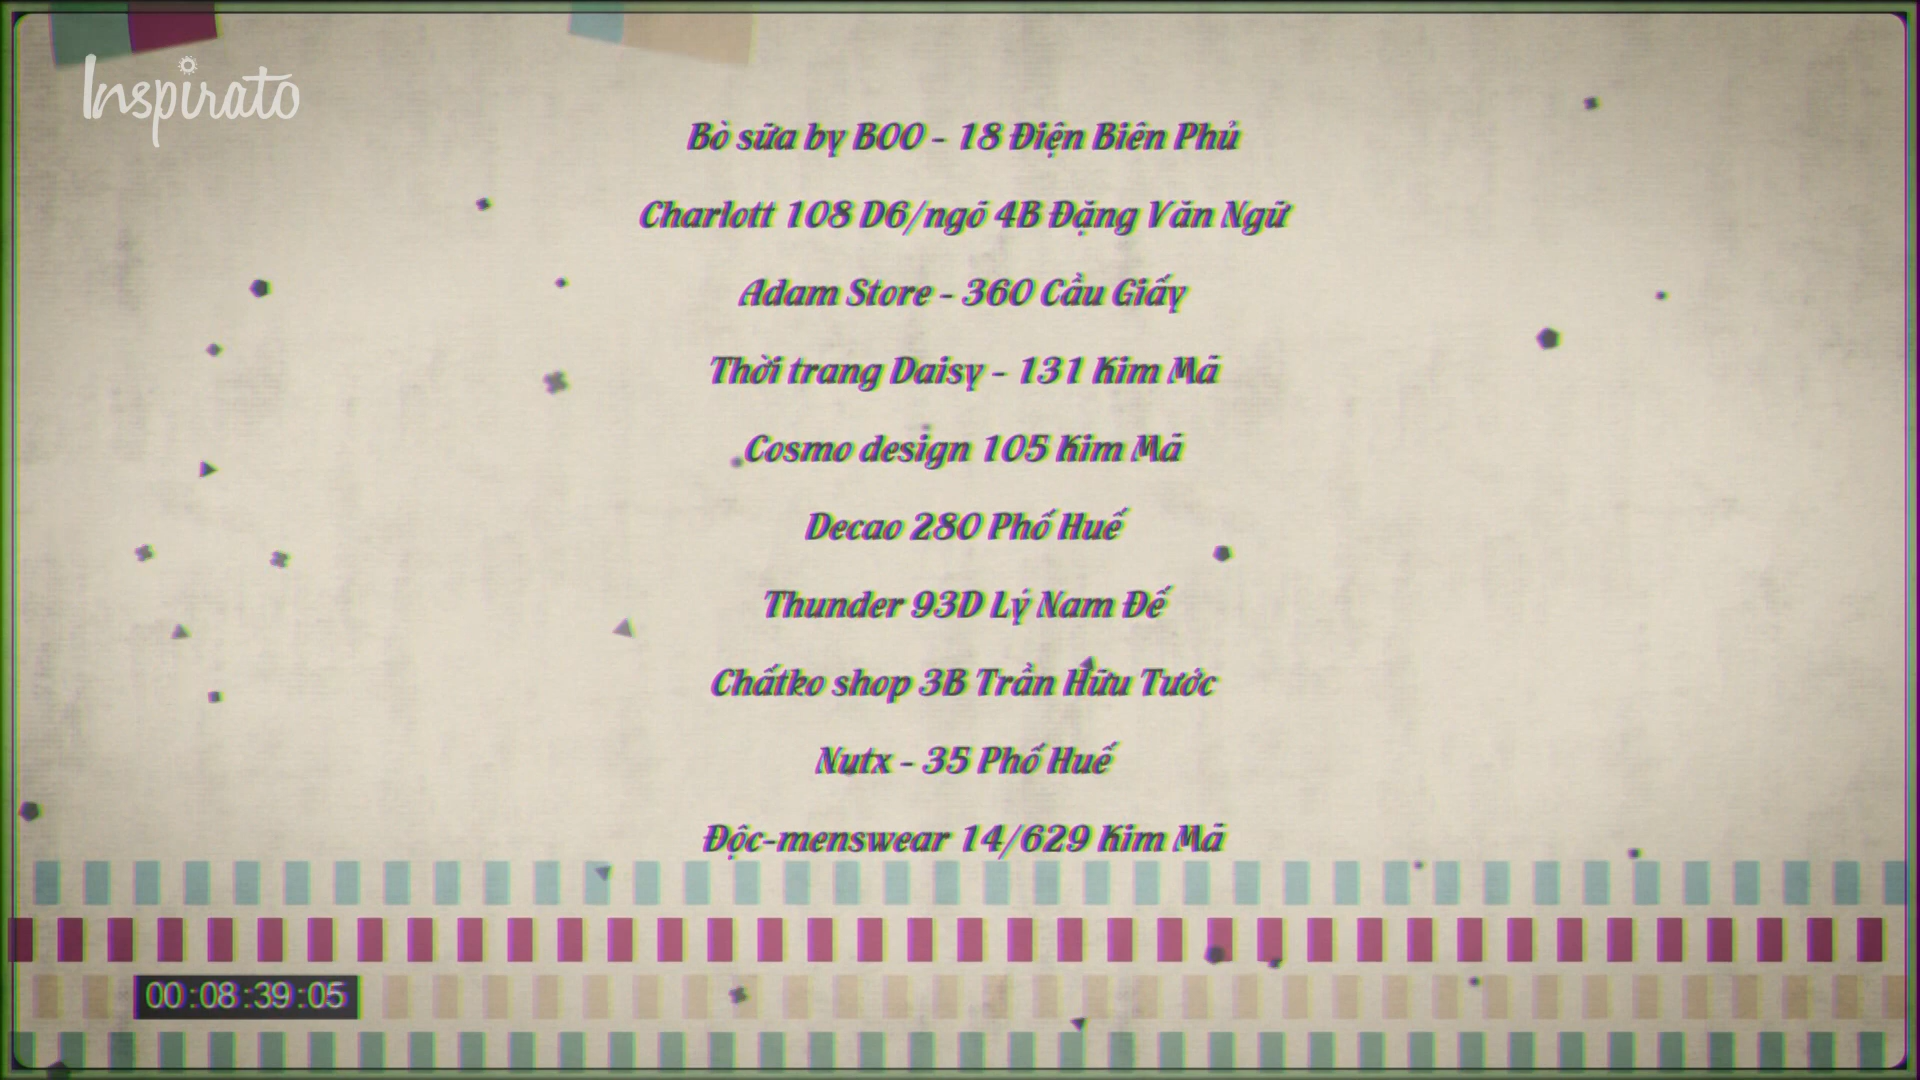 Inspirato
Bò sữa by BOO - 18 Điện Biên Phủ
Charlott 108 D6/ngõ 4B Đặng Văn Ngữ
Adam Store - 360 Cầu Giấy
Thời trang Daisy - 131 Kim Mã
Cosmo design 105 Kim Mã
Decao 280 Phố Huế
Thunder 93D Lý Nam Đế
Chấtko shop 3B Trần Hữu Tước
Nutx - 35 Phố Huế
Độc-menswear 14/629 Kim Mã
00:08:39:05